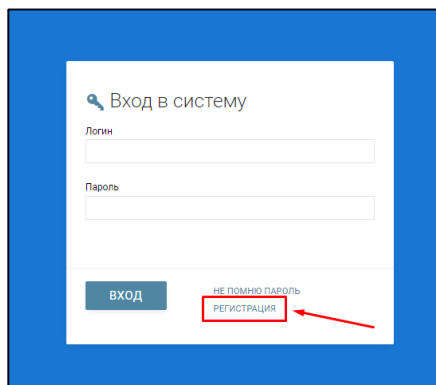 Вход в систему
Логин
Пароль
ВХОД
НЕ ПОМНЮ ПАРОЛЬ
РЕГИСТРАЦИЯ